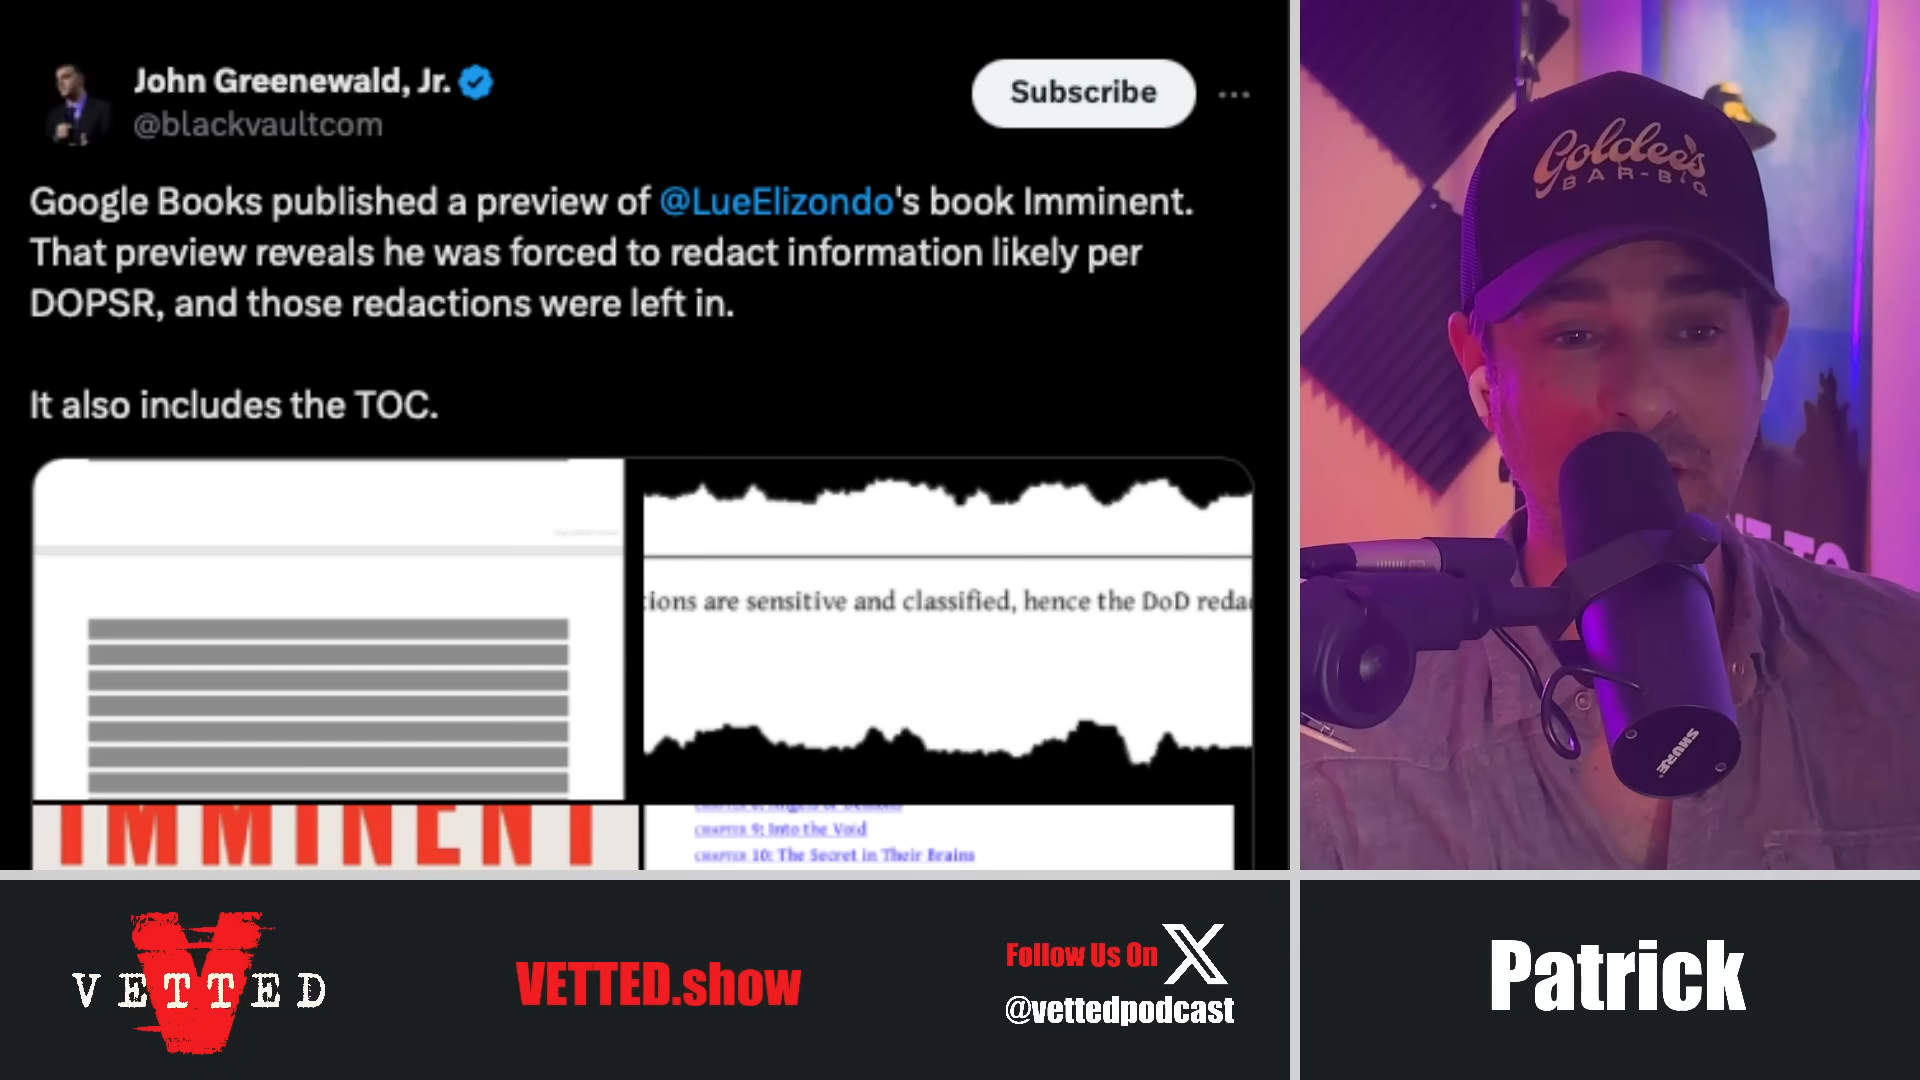 John Greenewald, Jr.
@blackvaultcom
Subscribe
Google Books published a preview of @LueElizondo's book Imminent.
That preview reveals he was forced to redact information likely per
DOPSR, and those redactions were left in.
It also includes the TOC.
tions are sensitive and classified, hence the DoD redac
IMMINENT
CHAPTER 9: Into the Void
CHAPTER 10: The Secret in Their Brains
Goldee's
BAR-BQ
SHURE
VETTED
VETTED.show
Follow Us On X
@vettedpodcast
Patrick